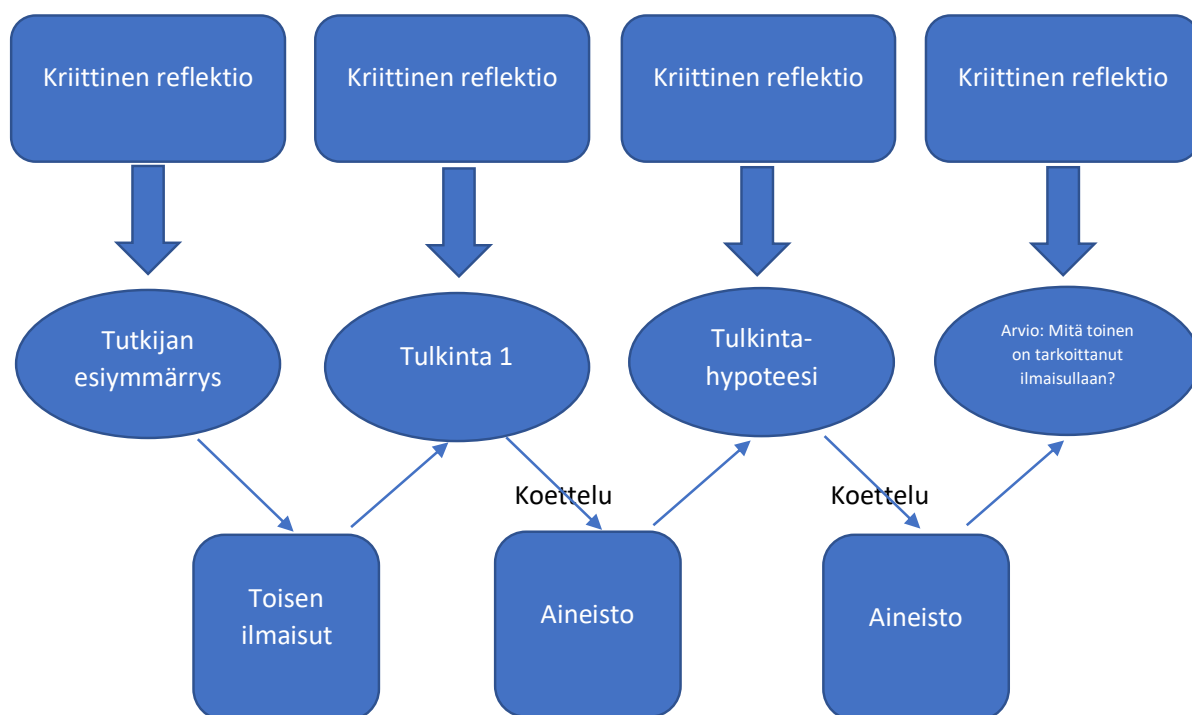 Kriittinen reflektio
Kriittinen reflektio
Kriittinen reflektio
Kriittinen reflektio
Tutkijan
esiymmärrys
Tulkinta 1
Tulkinta-
hypoteesi
Arvio: Mitä toinen
on tarkoittanut
ilmaisullaan?
Koettelu
Koettelu
Toisen
ilmaisut
Aineisto
Aineisto